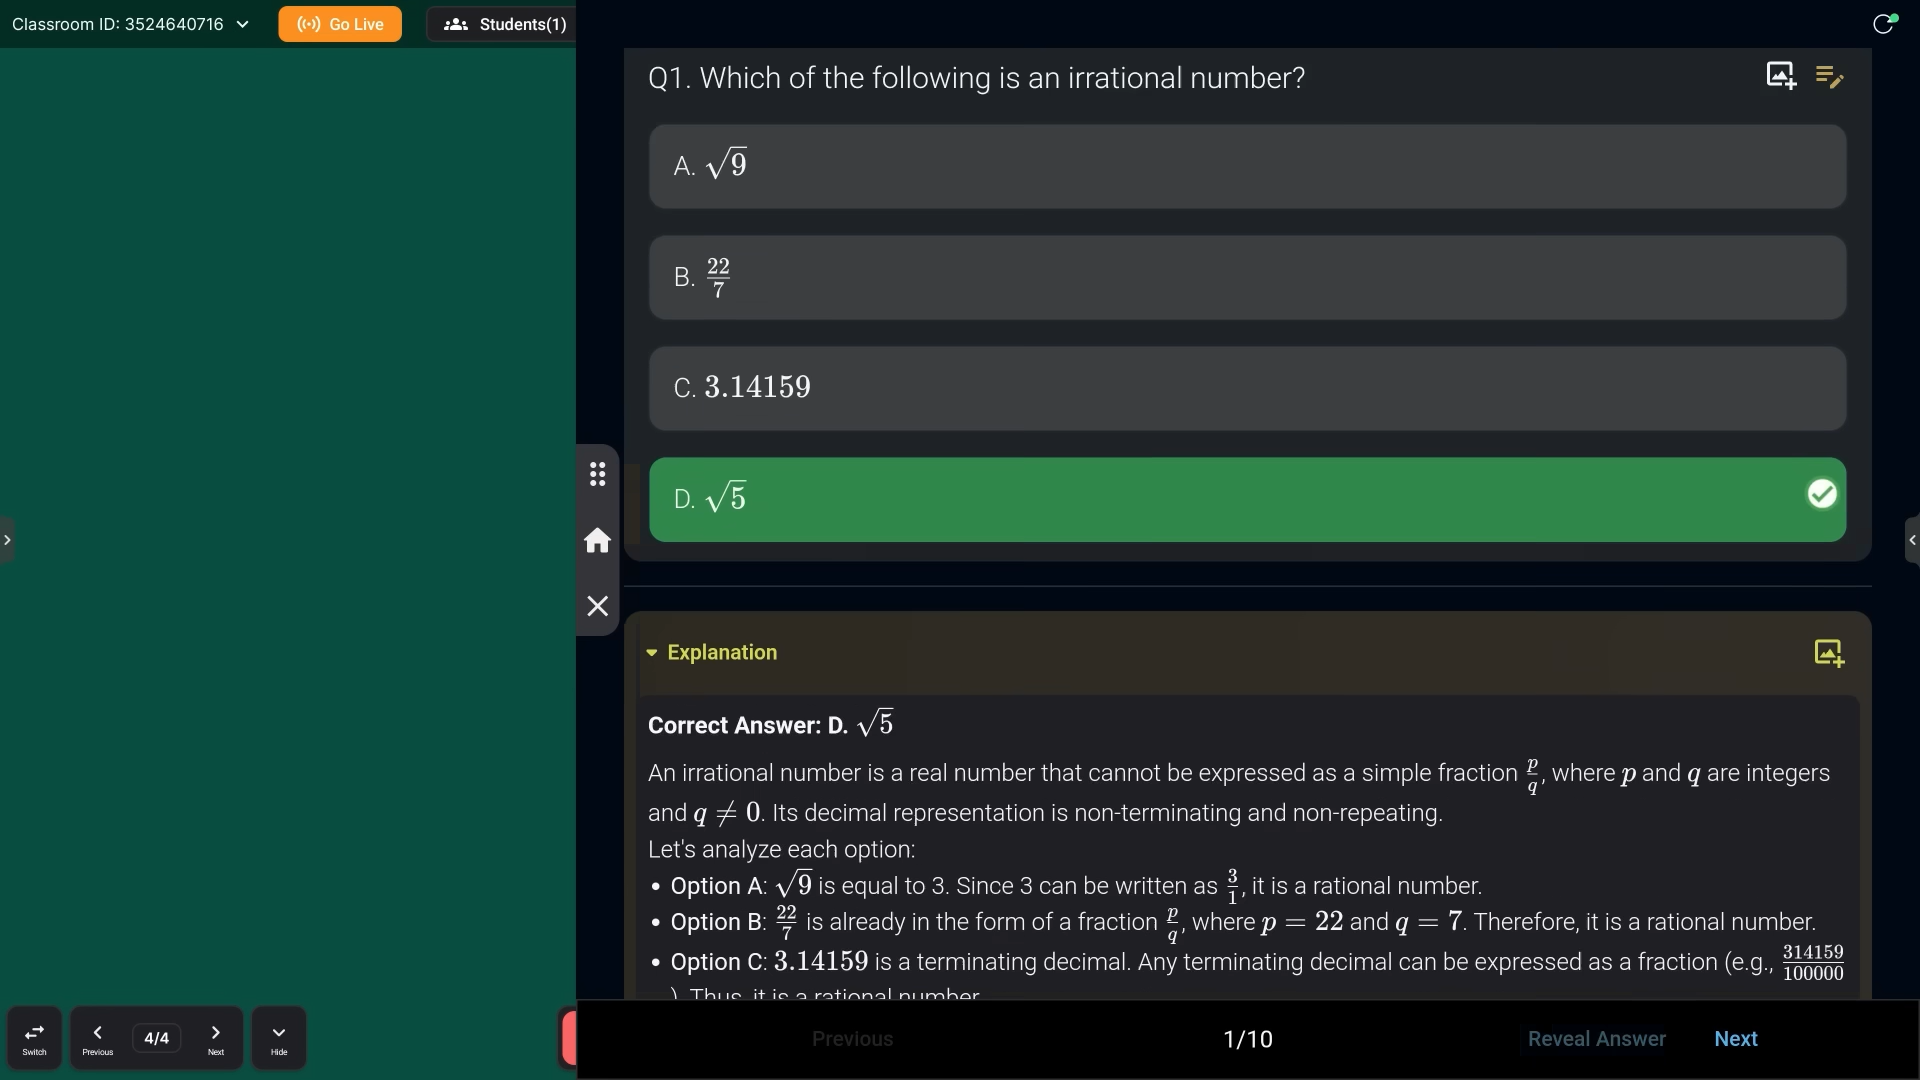 Classroom ID: 3524640716
Go Live
Students(1)
Q1. Which of the following is an irrational number?
A. √9
B. 22/7
C. 3.14159
D. √5
Explanation
Correct Answer: D. √5
An irrational number is a real number that cannot be expressed as a simple fraction p/q, where p and q are integers
and q ≠ 0. Its decimal representation is non-terminating and non-repeating.
Let's analyze each option:
• Option A: √9 is equal to 3. Since 3 can be written as 3/1, it is a rational number.
• Option B: 22/7 is already in the form of a fraction p/q, where p = 22 and q = 7. Therefore, it is a rational number.
• Option C: 3.14159 is a terminating decimal. Any terminating decimal can be expressed as a fraction (e.g., 314159/100000
). Thus, it is a rational number.
Switch
Previous
4/4
Next
Hide
Previous
1/10
Reveal Answer
Next